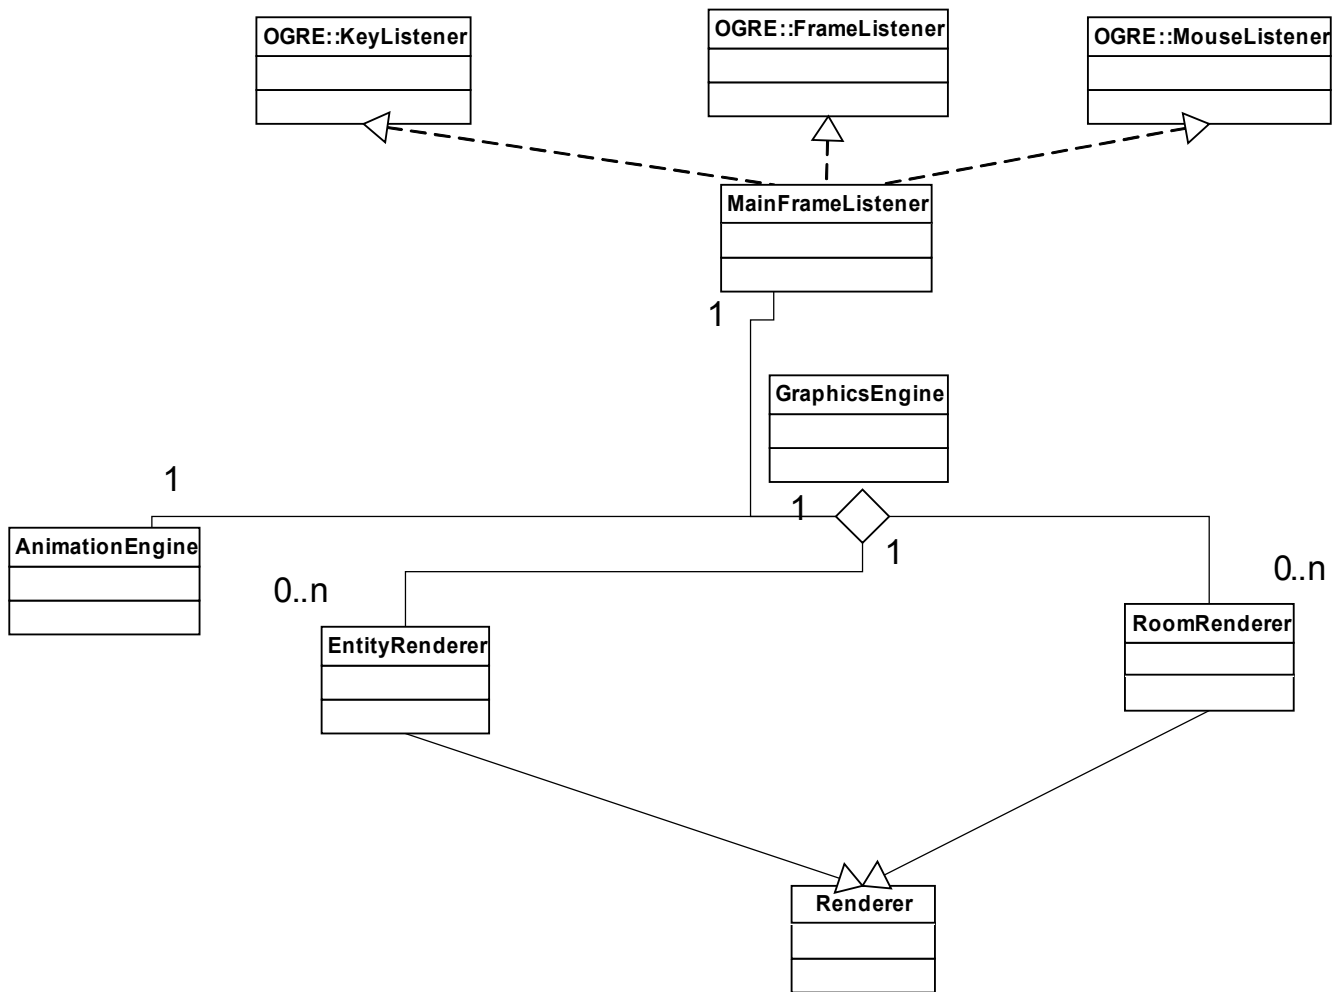 OGRE::KeyListener
OGRE::FrameListener
OGRE::MouseListener
MainFrameListener
1
GraphicsEngine
1
1
AnimationEngine
1
0..n
0..n
EntityRenderer
RoomRenderer
Renderer